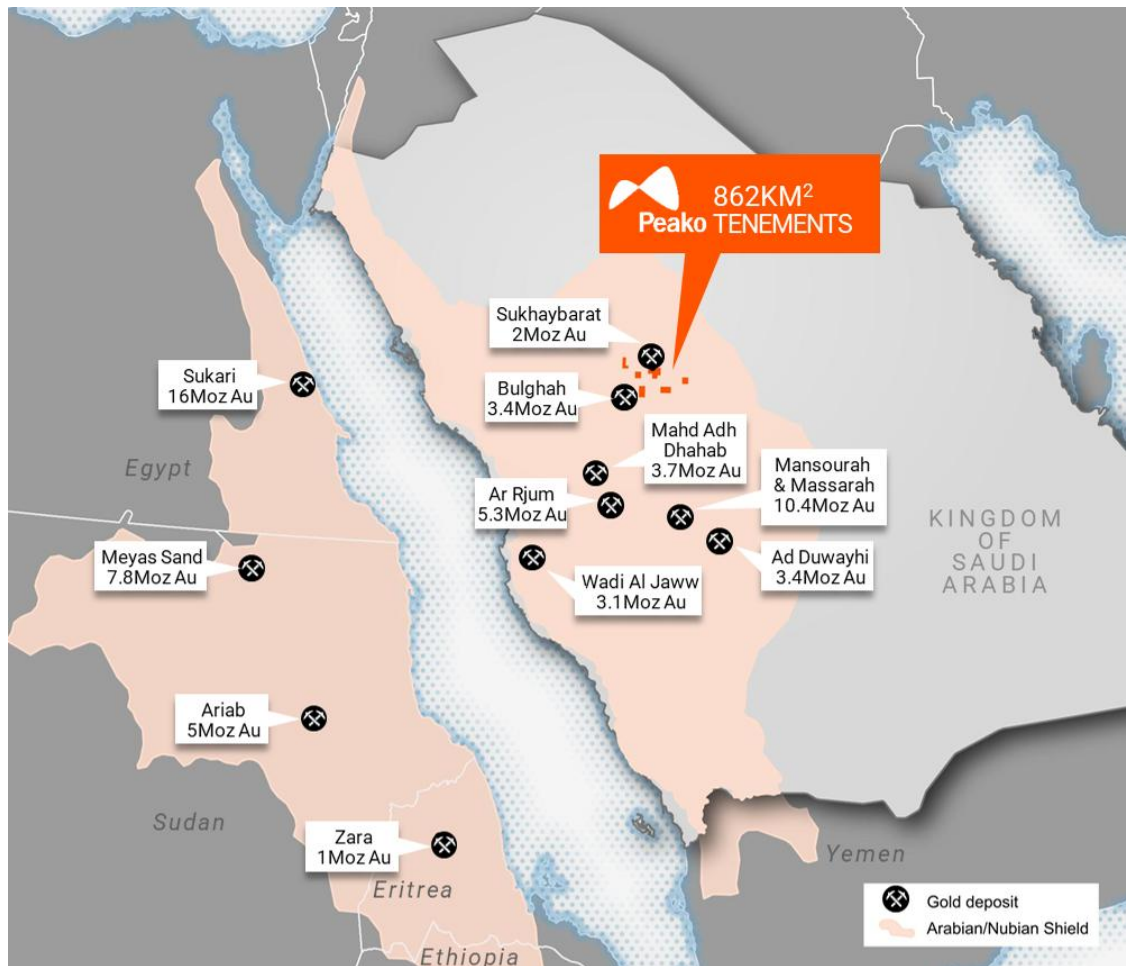 Peako
862KM²
TENEMENTS
Sukhaybarat
2Moz Au
Sukari
16Moz Au
Bulghah
3.4Moz Au
Mahd Adh
Dhahab
3.7Moz Au
Mansourah
& Massarah
10.4Moz Au
Egypt
Ar Rjum
5.3Moz Au
KINGDOM
OF
SAUDI
ARABIA
Meyas Sand
7.8Moz Au
Ad Duwayhi
3.4Moz Au
Wadi Al Jaww
3.1Moz Au
Ariab
5Moz Au
Sudan
Zara
1Moz Au
Eritrea
Yemen
Ethiopia
Gold deposit
Arabian/Nubian Shield